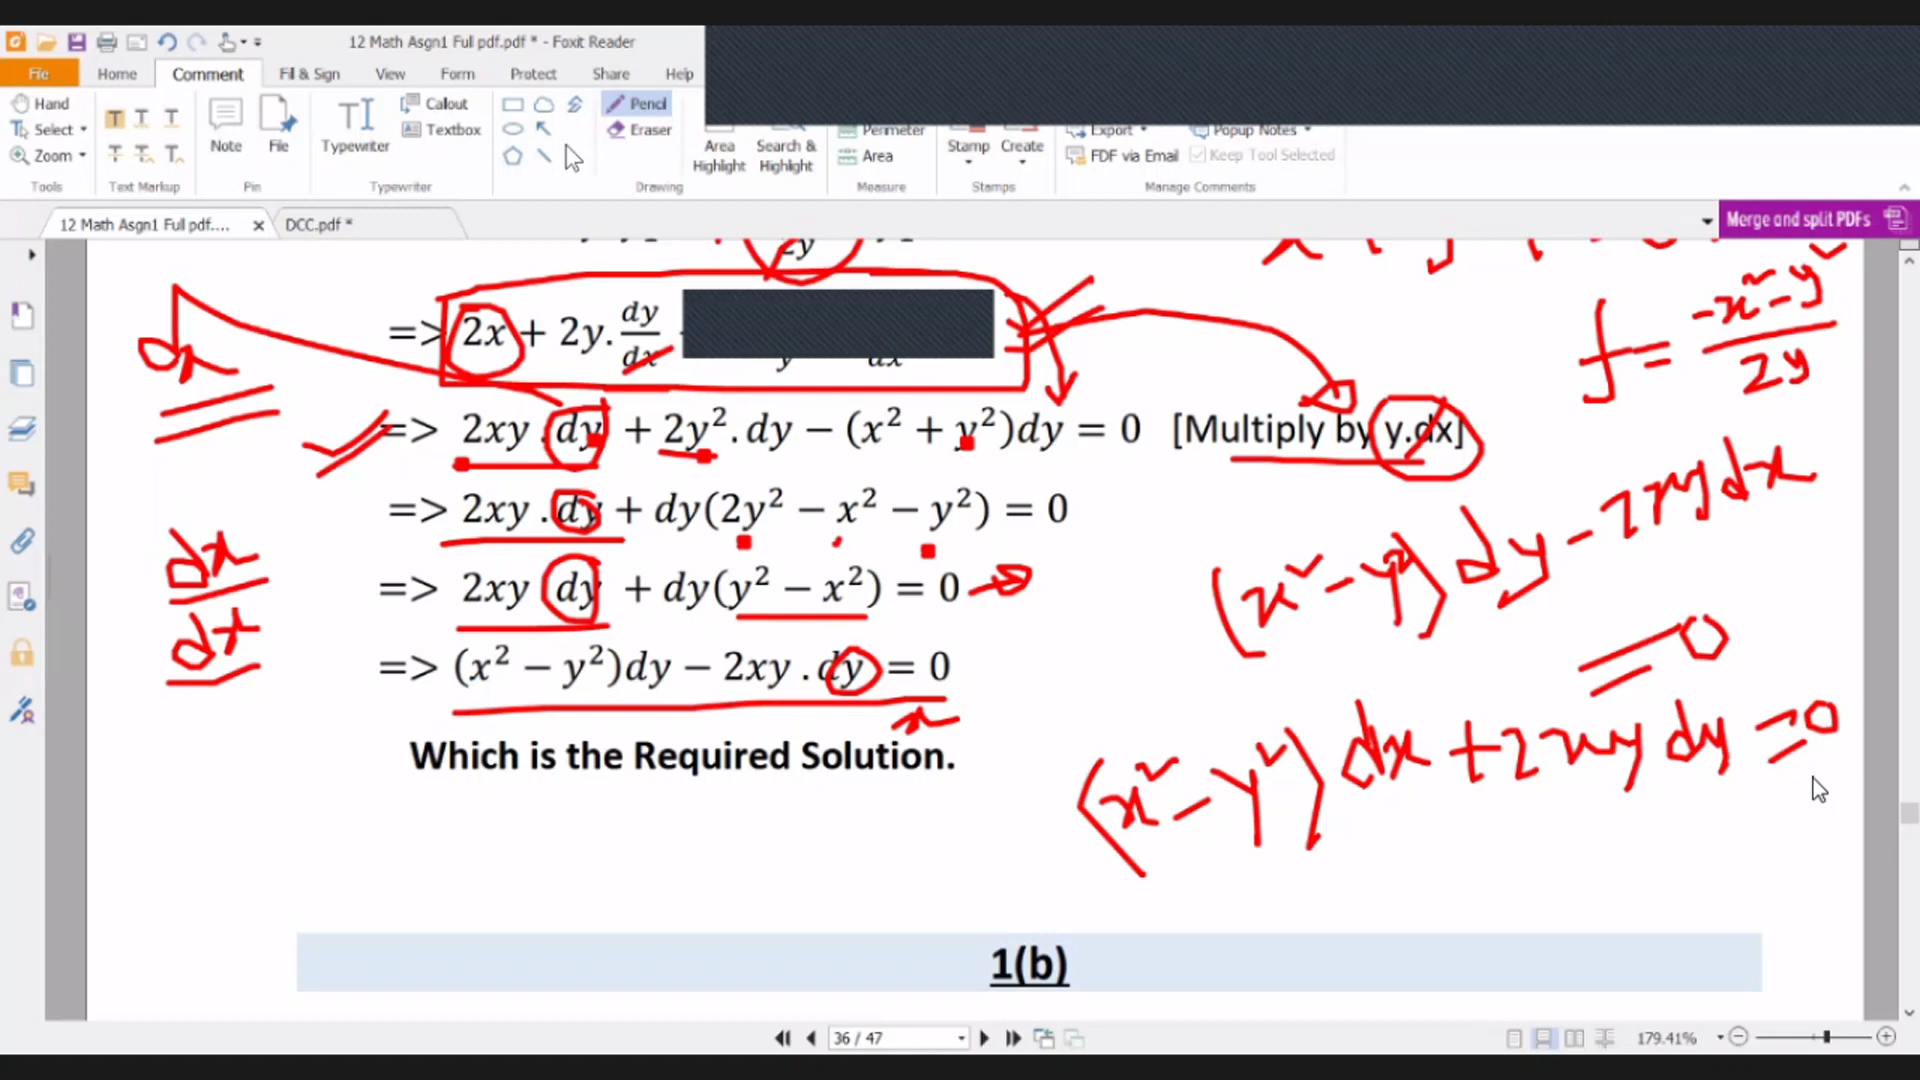 12 Math Asgn1 Full pdf.pdf * - Foxit Reader
File Home Comment Fill & Sign View Form Protect Share Help
Hand
Select
Zoom
Tools
Text Markup
Note
File
Pin
Typewriter
Callout
Textbox
Typewriter
Pencil
Eraser
Drawing
Area Highlight
Search & Highlight
Perimeter
Area
Measure
Stamp
Create
Stamps
Export
Popup Notes
FDF via Email
Keep Tool Selected
Manage Comments
12 Math Asgn1 Full pdf.... x DCC.pdf *
Merge and split PDFs
2y
f = -x²-y² / 2y
dx
=> 2x + 2y. dy/dx
y dx
=> 2xy .dy + 2y².dy − (x² + y²)dy = 0 [Multiply by y.dx]
=> 2xy .dy + dy(2y² − x² − y²) = 0
(x²-y²) dy - 2xy dx
dx
=> 2xy dy + dy(y² − x²) = 0
= 0
dx
=> (x² − y²)dy − 2xy .dy = 0
x
Which is the Required Solution.
(x²-y²) dx + 2xy dy = 0
1(b)
36 / 47
179.41%